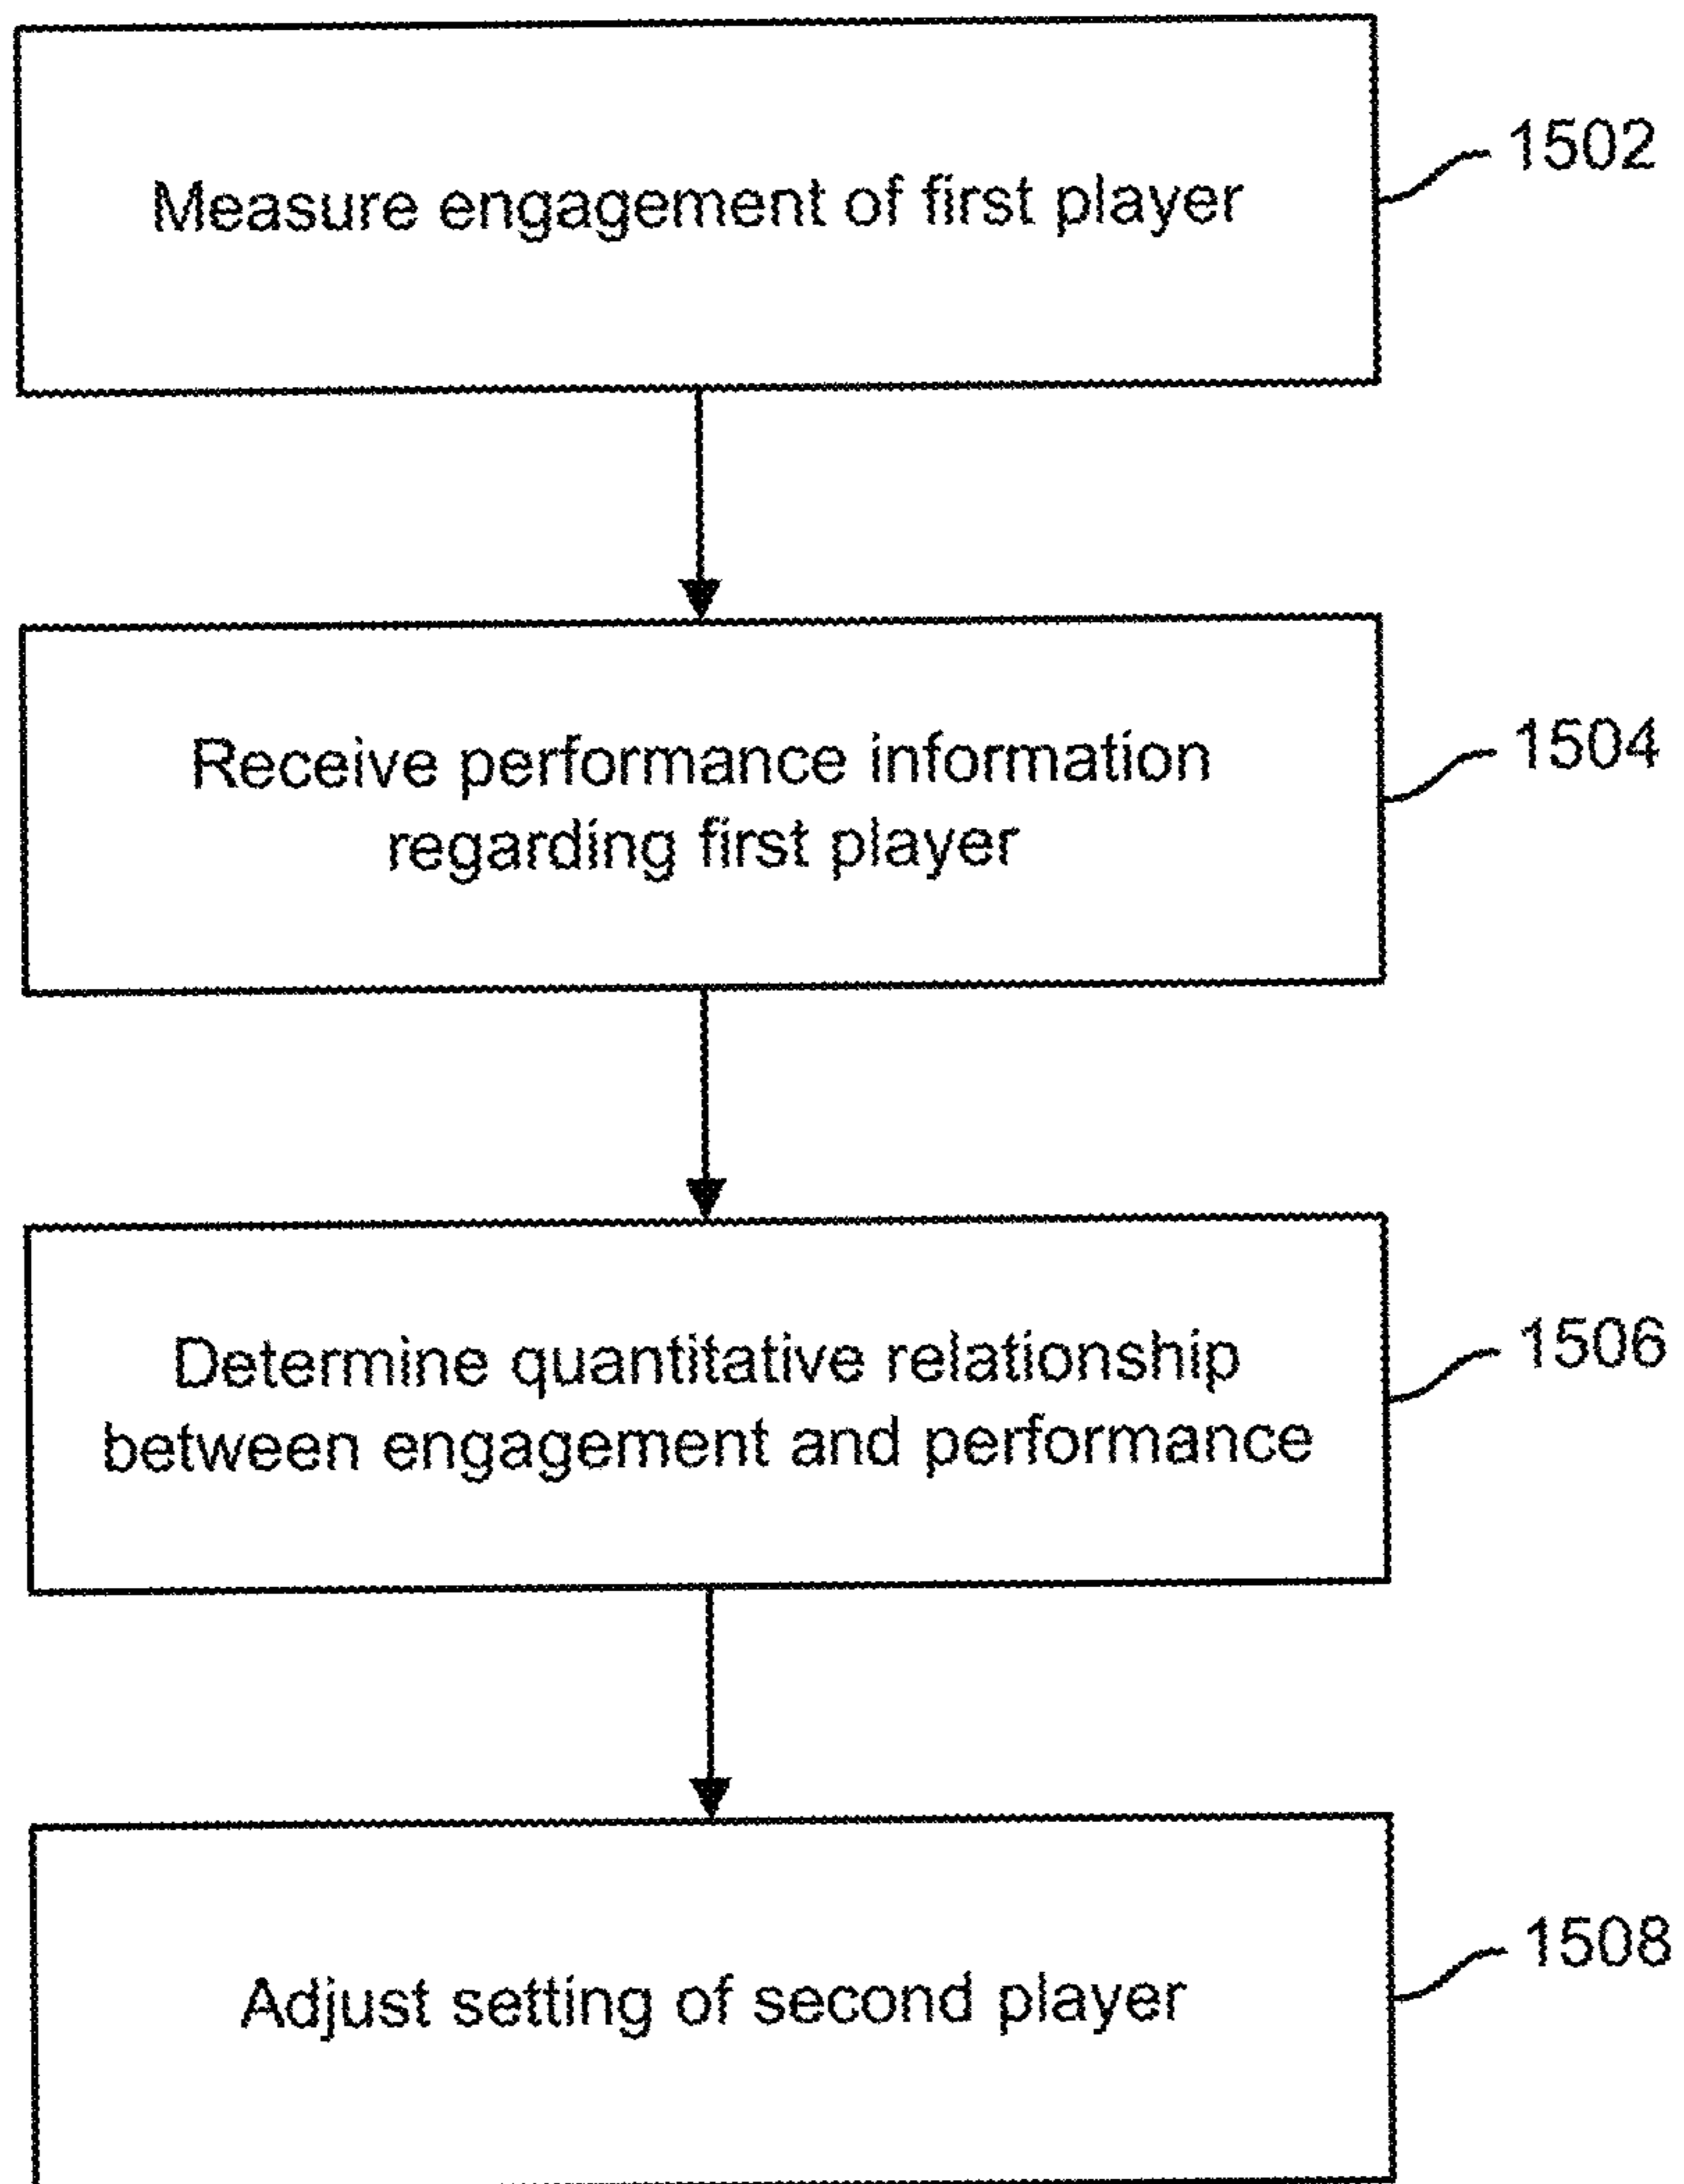 Measure engagement of first player
1502
Receive performance information
regarding first player
1504
Determine quantitative relationship
between engagement and performance
1506
Adjust setting of second player
1508